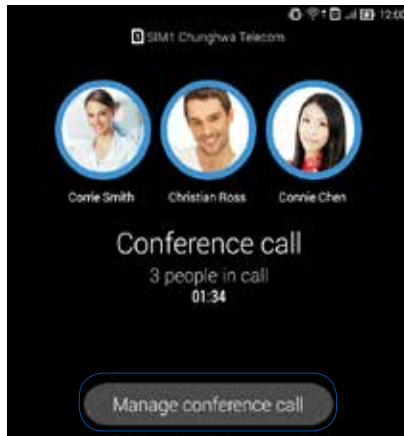 12:00
1 SIM1 Chunghwa Telecom
Corrie Smith Christian Ross Connie Chen
Conference call
3 people in call
01:34
Manage conference call